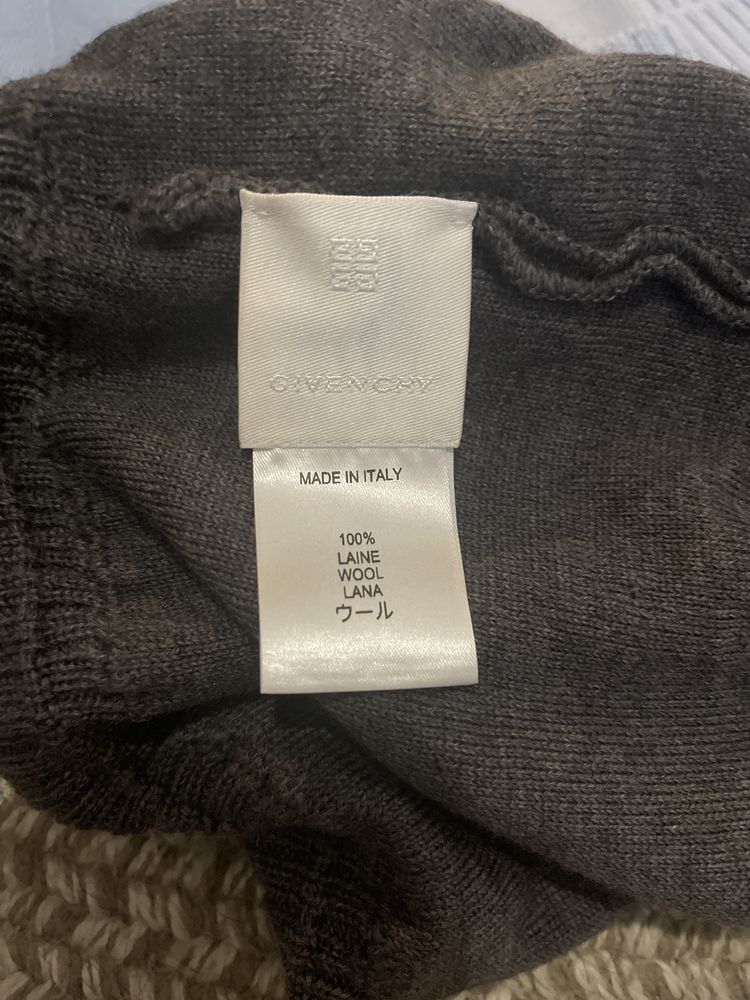 GIVENCHY
MADE IN ITALY
100%
LAINE
WOOL
LANA
ウール